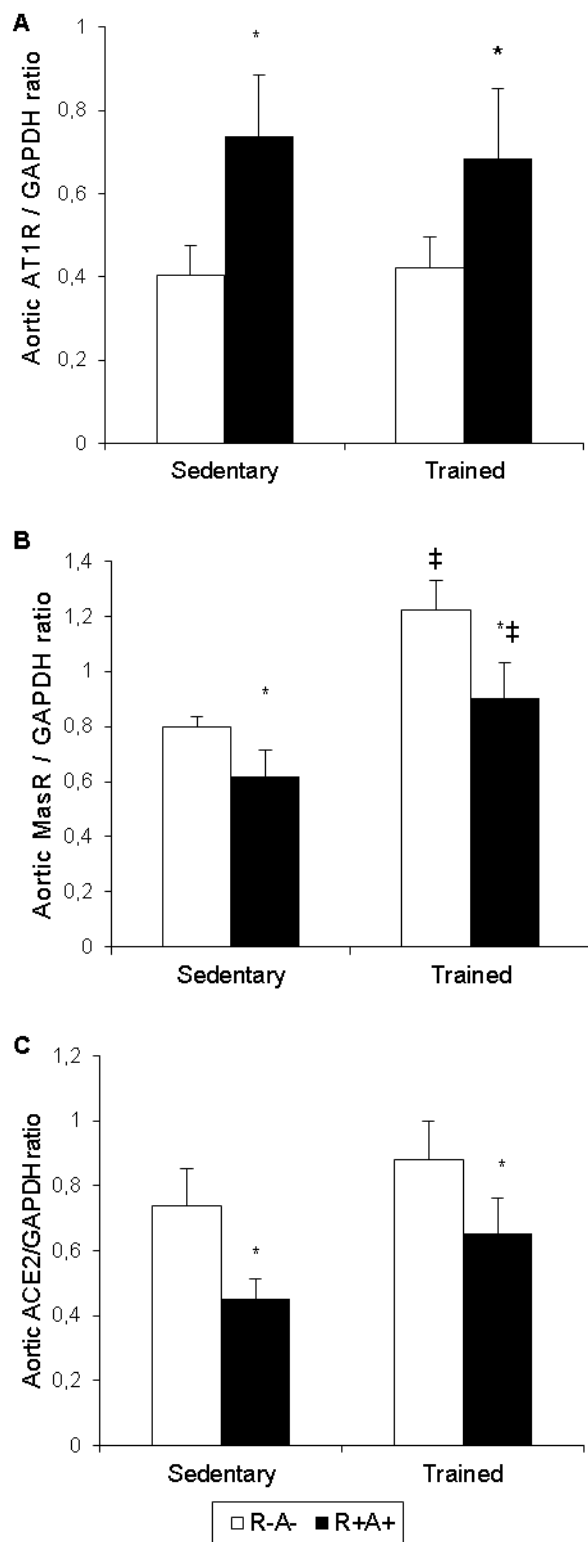 A
Aortic AT1R / GAPDH ratio
1
0,8
0,6
0,4
0,2
0
*
*
Sedentary
Trained
B
Aortic MasR / GAPDH ratio
1,4
1,2
1
0,8
0,6
0,4
0,2
0
*
‡
*‡
Sedentary
Trained
C
Aortic ACE2/GAPDH ratio
1,2
1
0,8
0,6
0,4
0,2
0
*
*
Sedentary
Trained
R-A- R+A+